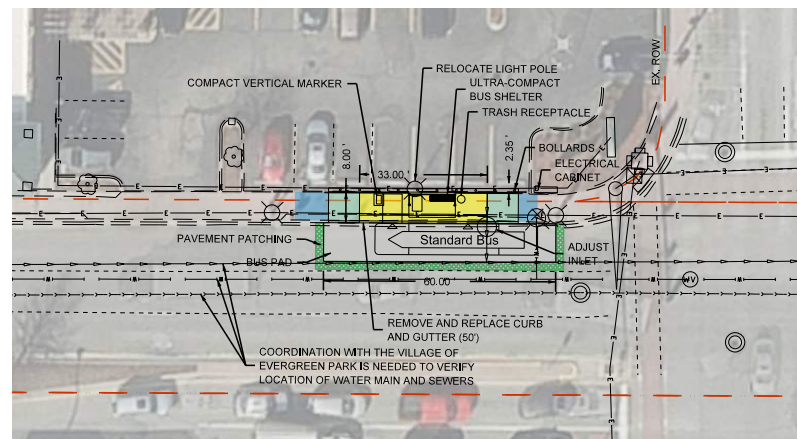 EX. ROW
RELOCATE LIGHT POLE
COMPACT VERTICAL MARKER
ULTRA-COMPACT
BUS SHELTER
TRASH RECEPTACLE
8.00 '
33.00 '
2.35 '
BOLLARDS
ELECTRICAL
CABINET
PAVEMENT PATCHING
Standard Bus
ADJUST
INLET
BUS PAD
60.00 '
WV
REMOVE AND REPLACE CURB
AND GUTTER (50')
COORDINATION WITH THE VILLAGE OF
EVERGREEN PARK IS NEEDED TO VERIFY
LOCATION OF WATER MAIN AND SEWERS